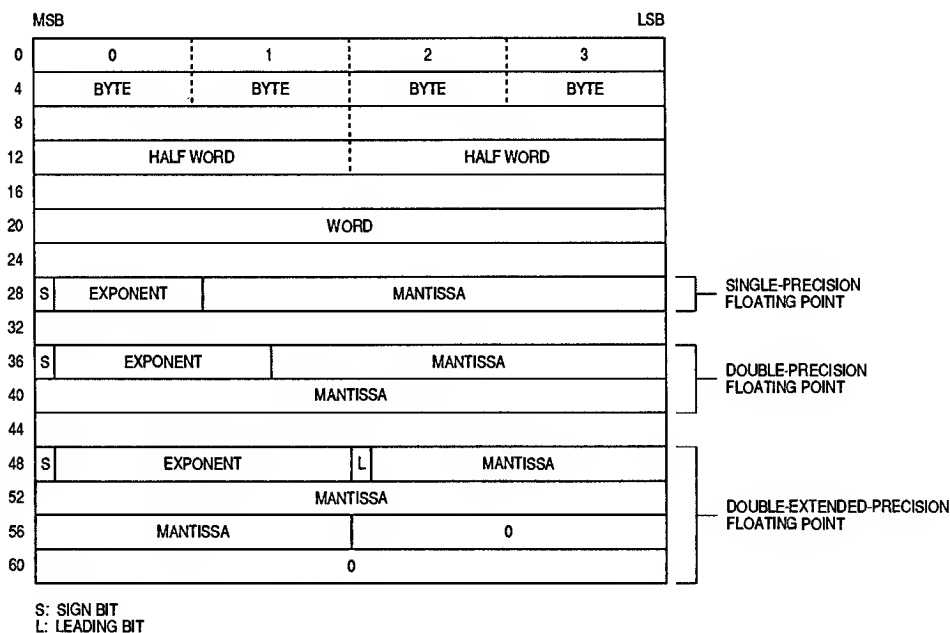 MSB LSB
0 0 1 2 3
4 BYTE BYTE BYTE BYTE
8
12 HALF WORD HALF WORD
16
20 WORD
24
28 S EXPONENT MANTISSA SINGLE-PRECISION
FLOATING POINT
32
36 S EXPONENT MANTISSA DOUBLE-PRECISION
FLOATING POINT
40 MANTISSA
44
48 S EXPONENT L MANTISSA
52 MANTISSA DOUBLE-EXTENDED-PRECISION
FLOATING POINT
56 MANTISSA 0
60 0
S: SIGN BIT
L: LEADING BIT